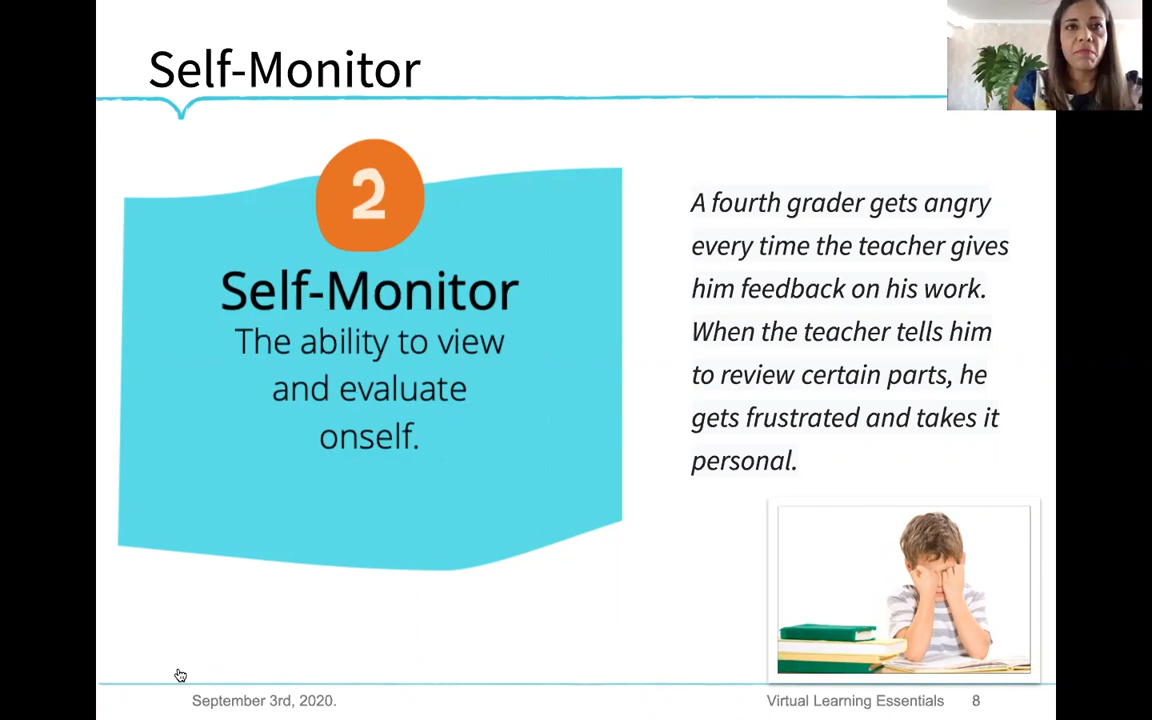 Self-Monitor
2
Self-Monitor
The ability to view
and evaluate
onself.
A fourth grader gets angry
every time the teacher gives
him feedback on his work.
When the teacher tells him
to review certain parts, he
gets frustrated and takes it
personal.
September 3rd, 2020.
Virtual Learning Essentials 8